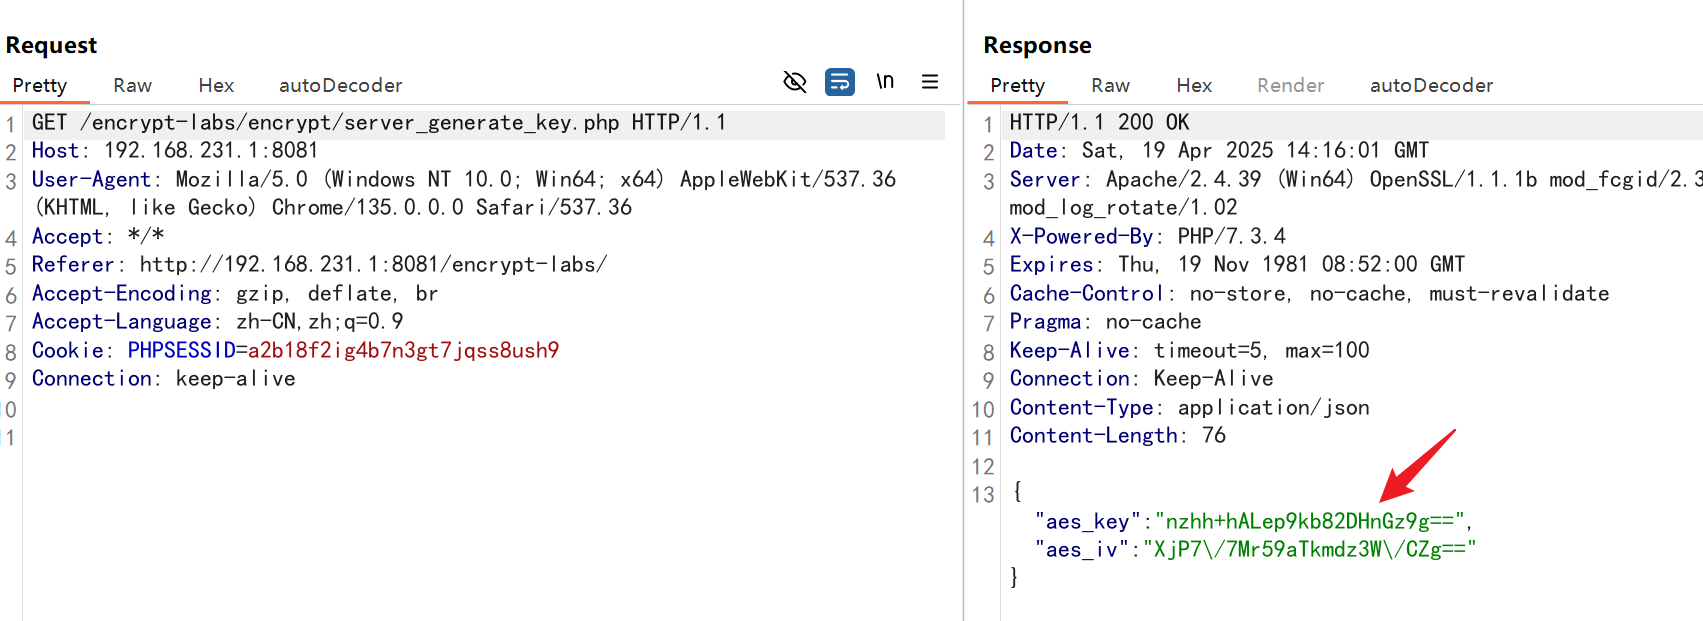 Request
Pretty Raw Hex autoDecoder \n
1 GET /encrypt-labs/encrypt/server_generate_key.php HTTP/1.1
2 Host: 192.168.231.1:8081
3 User-Agent: Mozilla/5.0 (Windows NT 10.0; Win64; x64) AppleWebKit/537.36
(KHTML, like Gecko) Chrome/135.0.0.0 Safari/537.36
4 Accept: */*
5 Referer: http://192.168.231.1:8081/encrypt-labs/
6 Accept-Encoding: gzip, deflate, br
7 Accept-Language: zh-CN,zh;q=0.9
8 Cookie: PHPSESSID=a2b18f2ig4b7n3gt7jqss8ush9
9 Connection: keep-alive
10
11
Response
Pretty Raw Hex Render autoDecoder
1 HTTP/1.1 200 OK
2 Date: Sat, 19 Apr 2025 14:16:01 GMT
3 Server: Apache/2.4.39 (Win64) OpenSSL/1.1.1b mod_fcgid/2.3
mod_log_rotate/1.02
4 X-Powered-By: PHP/7.3.4
5 Expires: Thu, 19 Nov 1981 08:52:00 GMT
6 Cache-Control: no-store, no-cache, must-revalidate
7 Pragma: no-cache
8 Keep-Alive: timeout=5, max=100
9 Connection: Keep-Alive
10 Content-Type: application/json
11 Content-Length: 76
12
13 {
"aes_key":"nzhh+hALep9kb82DHnGz9g==",
"aes_iv":"XjP7\/7Mr59aTkmdz3W\/CZg=="
}